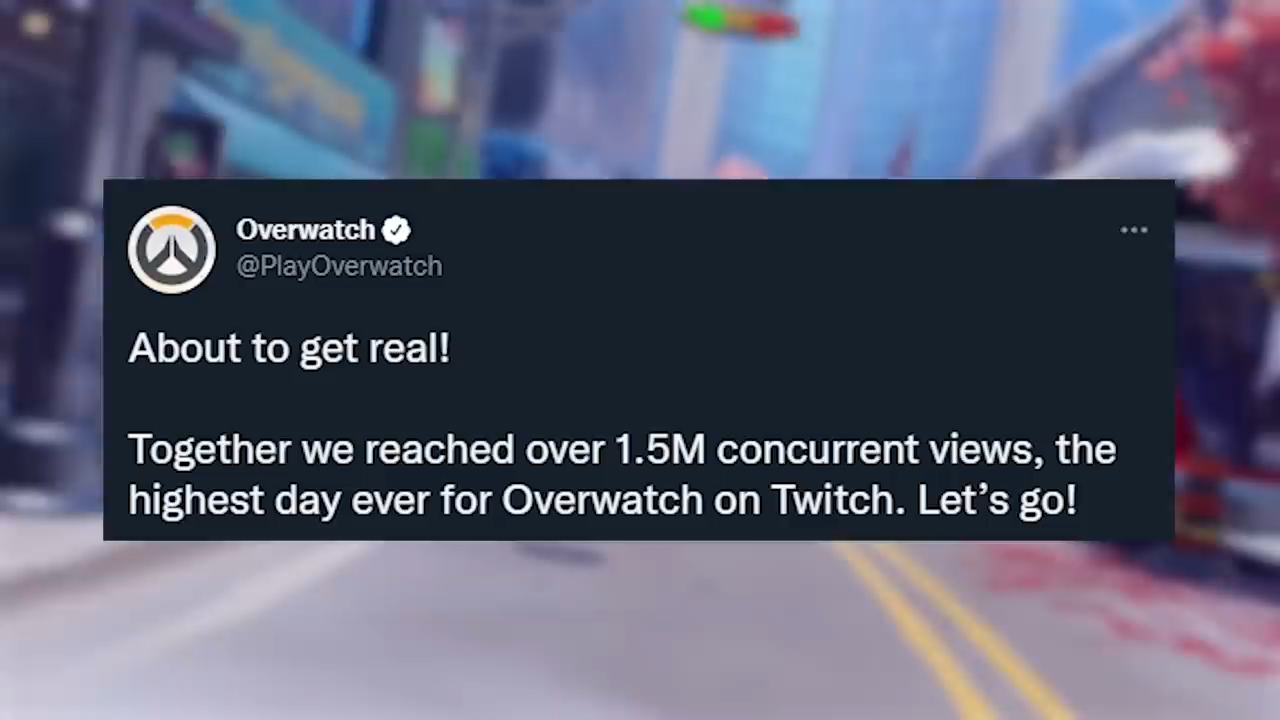 Overwatch
@PlayOverwatch
About to get real!
Together we reached over 1.5M concurrent views, the
highest day ever for Overwatch on Twitch. Let’s go!